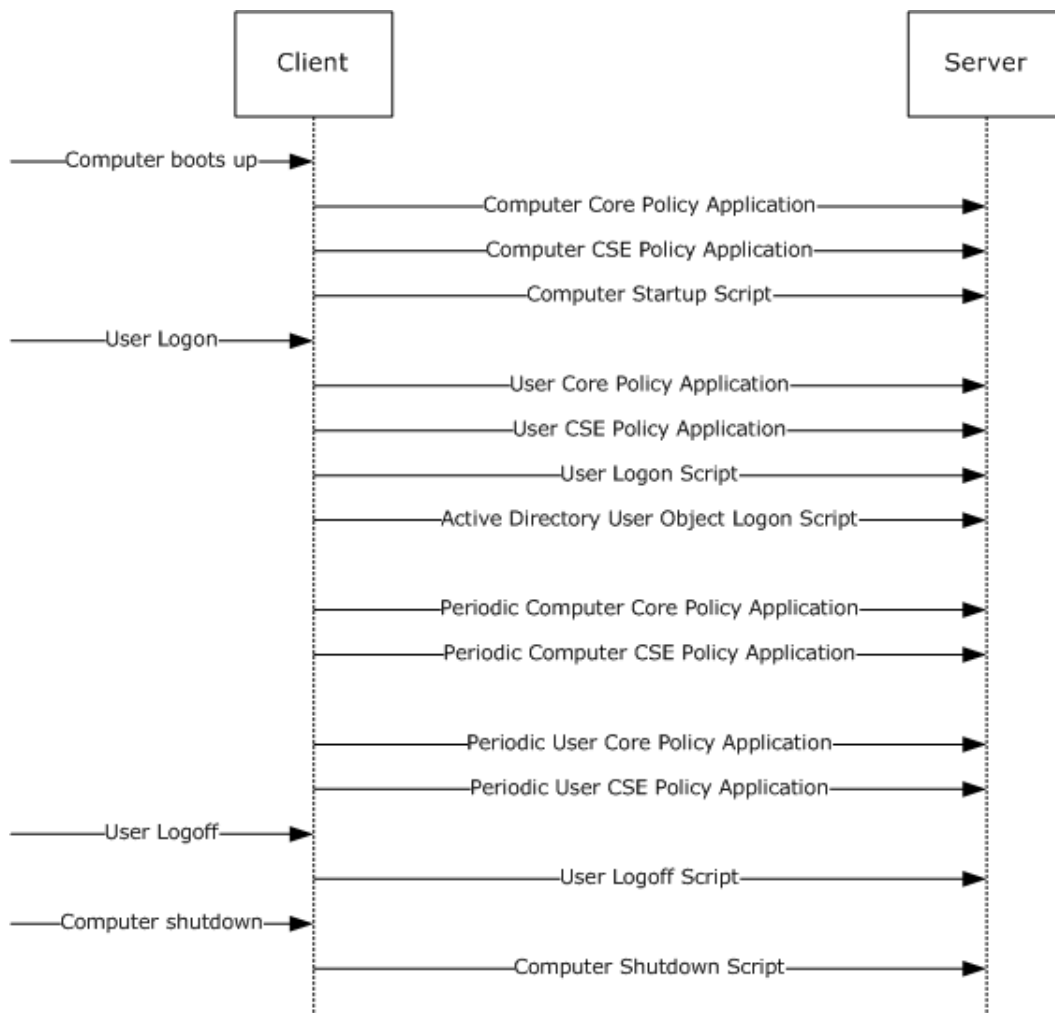 Client
Server
Computer boots up
Computer Core Policy Application
Computer CSE Policy Application
Computer Startup Script
User Logon
User Core Policy Application
User CSE Policy Application
User Logon Script
Active Directory User Object Logon Script
Periodic Computer Core Policy Application
Periodic Computer CSE Policy Application
Periodic User Core Policy Application
Periodic User CSE Policy Application
User Logoff
User Logoff Script
Computer shutdown
Computer Shutdown Script